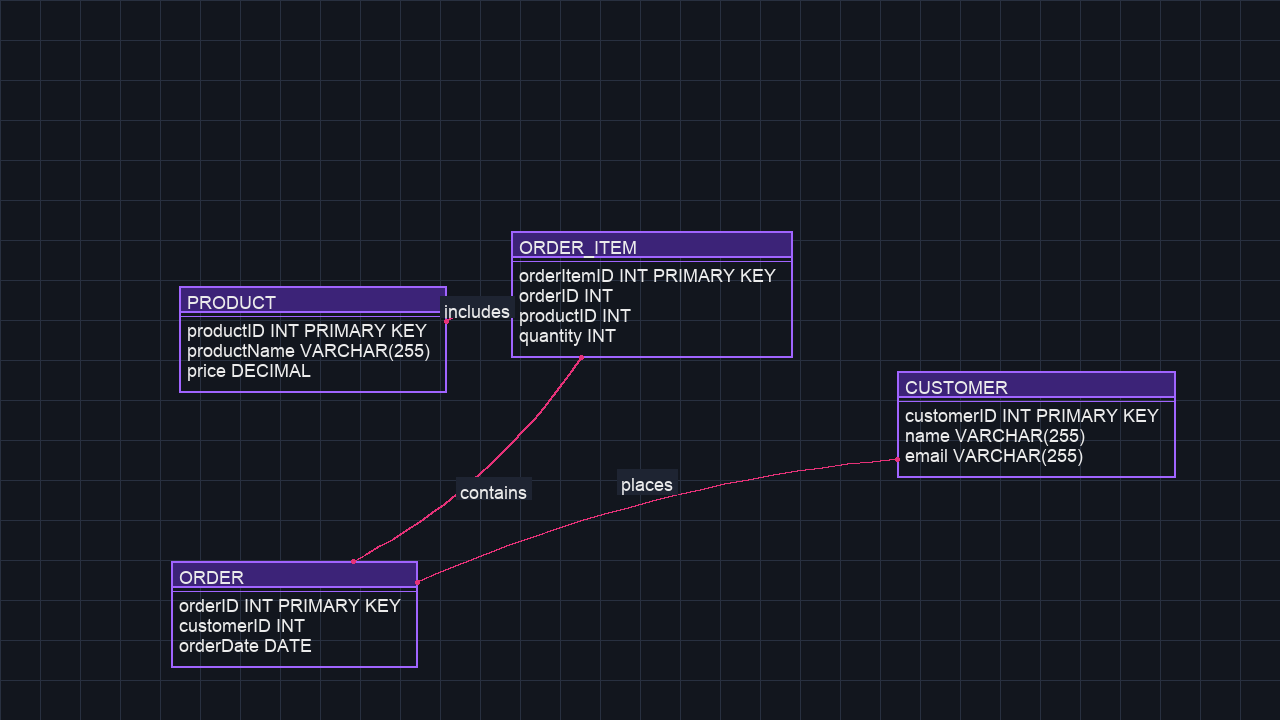 ORDER_ITEM
orderItemID INT PRIMARY KEY
orderID INT
productID INT
quantity INT
PRODUCT
productID INT PRIMARY KEY
productName VARCHAR(255)
price DECIMAL
includes
CUSTOMER
customerID INT PRIMARY KEY
name VARCHAR(255)
email VARCHAR(255)
places
contains
ORDER
orderID INT PRIMARY KEY
customerID INT
orderDate DATE